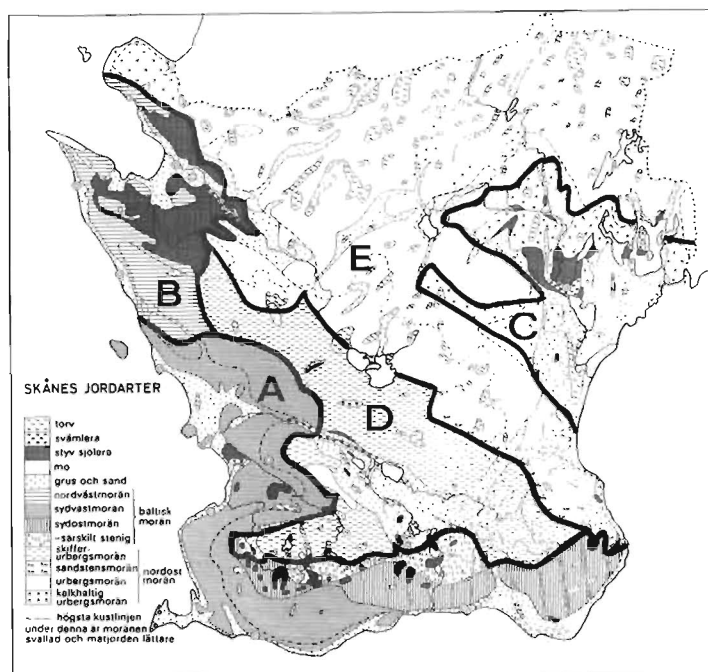 E
B
C
A
D
SKÅNES JORDARTER
torv
svämlera
styv sjölera
mo
grus och sand
nordvästmorän
sydvästmorän
sydostmorän
baltisk
morän
-särskilt stenig
skiffer-
urbergsmorän
sandstensmorän
urbergsmorän
kalkhaltig
urbergsmorän
nordost
morän
högsta kustlinjen
under denna är moränen
svallad och matjorden lättare